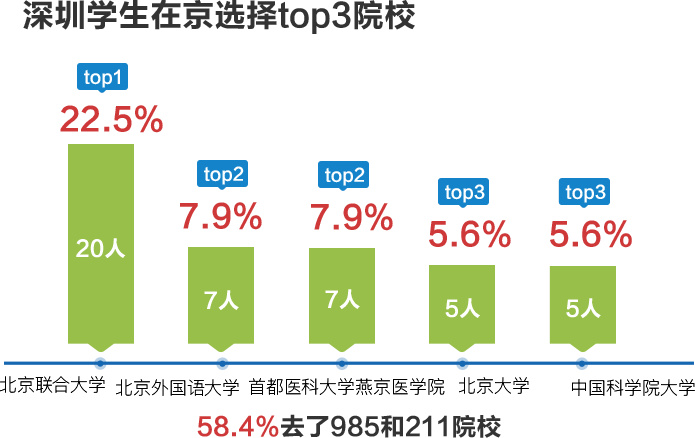 深圳学生在京选择top3院校
top1
22.5%
20人
top2
7.9%
7人
top2
7.9%
7人
top3
5.6%
5人
top3
5.6%
5人
北京联合大学
北京外国语大学
首都医科大学燕京医学院
北京大学
中国科学院大学
58.4%去了985和211院校